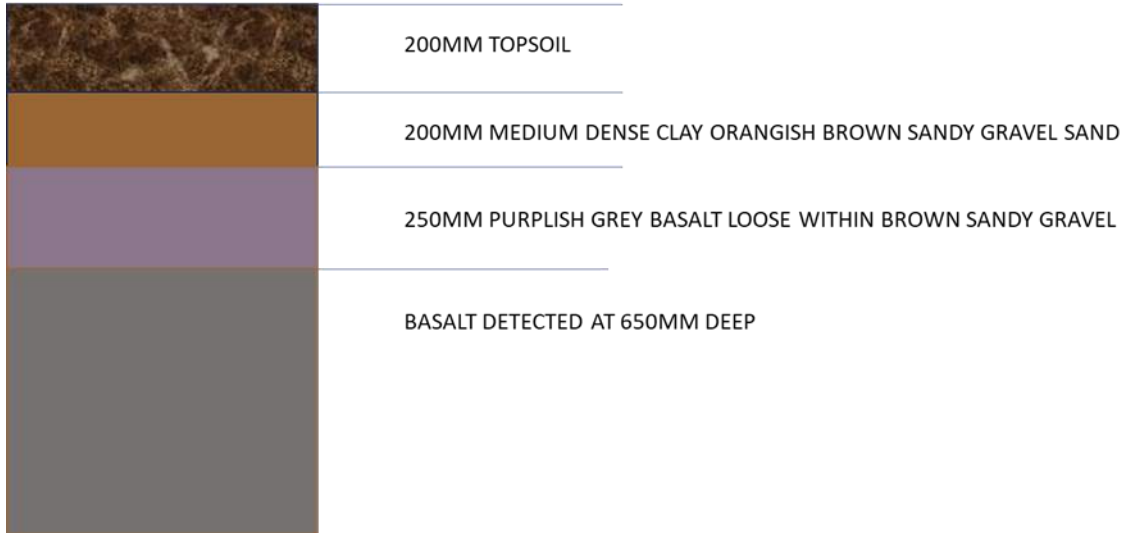 200MM TOPSOIL
200MM MEDIUM DENSE CLAY ORANGISH BROWN SANDY GRAVEL SAND
250MM PURPLISH GREY BASALT LOOSE WITHIN BROWN SANDY GRAVEL
BASALT DETECTED AT 650MM DEEP